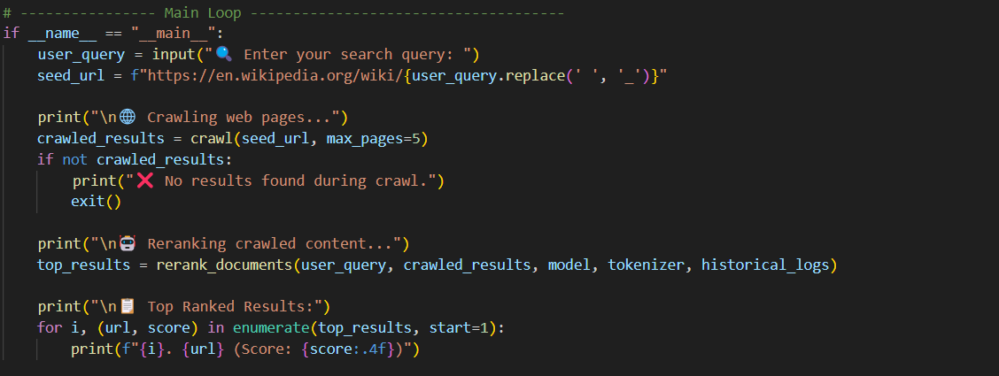 # --------------- Main Loop -----------------------------------
if __name__ == "__main__":
    user_query = input("🔍 Enter your search query: ")
    seed_url = f"https://en.wikipedia.org/wiki/{user_query.replace(' ', '_')}"
    print("\n🌐 Crawling web pages...")
    crawled_results = crawl(seed_url, max_pages=5)
    if not crawled_results:
        print("❌ No results found during crawl.")
        exit()
    print("\n🤖 Reranking crawled content...")
    top_results = rerank_documents(user_query, crawled_results, model, tokenizer, historical_logs)
    print("\n📋 Top Ranked Results:")
    for i, (url, score) in enumerate(top_results, start=1):
        print(f"{i}. {url} (Score: {score:.4f})")